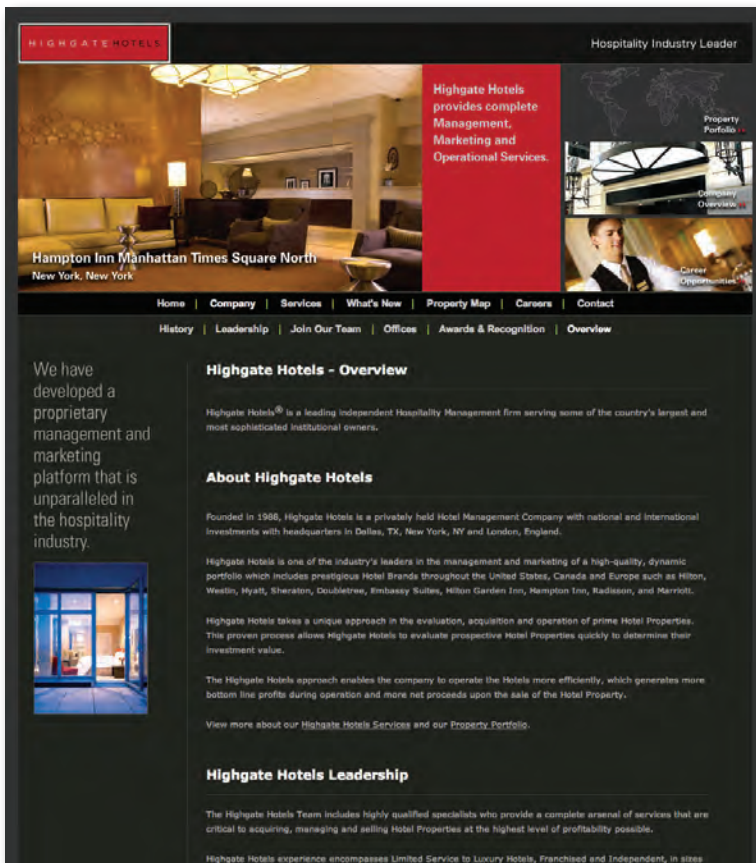 HIGHGATE HOTELS
Hospitality Industry Leader
Highgate Hotels
provides complete
Management,
Marketing and
Operational Services.
Property
Porfolio
Company
Overview
Career
Opportunities
Hampton Inn Manhattan Times Square North
New York, New York
Home | Company | Services | What's New | Property Map | Careers | Contact
History | Leadership | Join Our Team | Offices | Awards & Recognition | Overview
We have
developed a
proprietary
management and
marketing
platform that is
unparalleled in
the hospitality
industry.
Highgate Hotels - Overview
Highgate Hotels® is a leading independent Hospitality Management firm serving some of the country's largest and
most sophisticated institutional owners.
About Highgate Hotels
Founded in 1988, Highgate Hotels is a privately held Hotel Management Company with national and international
investments with headquarters in Dallas, TX, New York, NY and London, England.
Highgate Hotels is one of the industry's leaders in the management and marketing of a high-quality, dynamic
portfolio which includes prestigious Hotel Brands throughout the United States, Canada and Europe such as Hilton,
Westin, Hyatt, Sheraton, Doubletree, Embassy Suites, Hilton Garden Inn, Hampton Inn, Radisson, and Marriott.
Highgate Hotels takes a unique approach in the evaluation, acquisition and operation of prime Hotel Properties.
This proven process allows Highgate Hotels to evaluate prospective Hotel Properties quickly to determine their
investment value.
The Highgate Hotels approach enables the company to operate the Hotels more efficiently, which generates more
bottom line profits during operation and more net proceeds upon the sale of the Hotel Property.
View more about our Highgate Hotels Services and our Property Portfolio.
Highgate Hotels Leadership
The Highgate Hotels Team includes highly qualified specialists who provide a complete arsenal of services that are
critical to acquiring, managing and selling Hotel Properties at the highest level of profitability possible.
Highgate Hotels experience encompasses Limited Service to Luxury Hotels, Franchised and Independent, in sizes